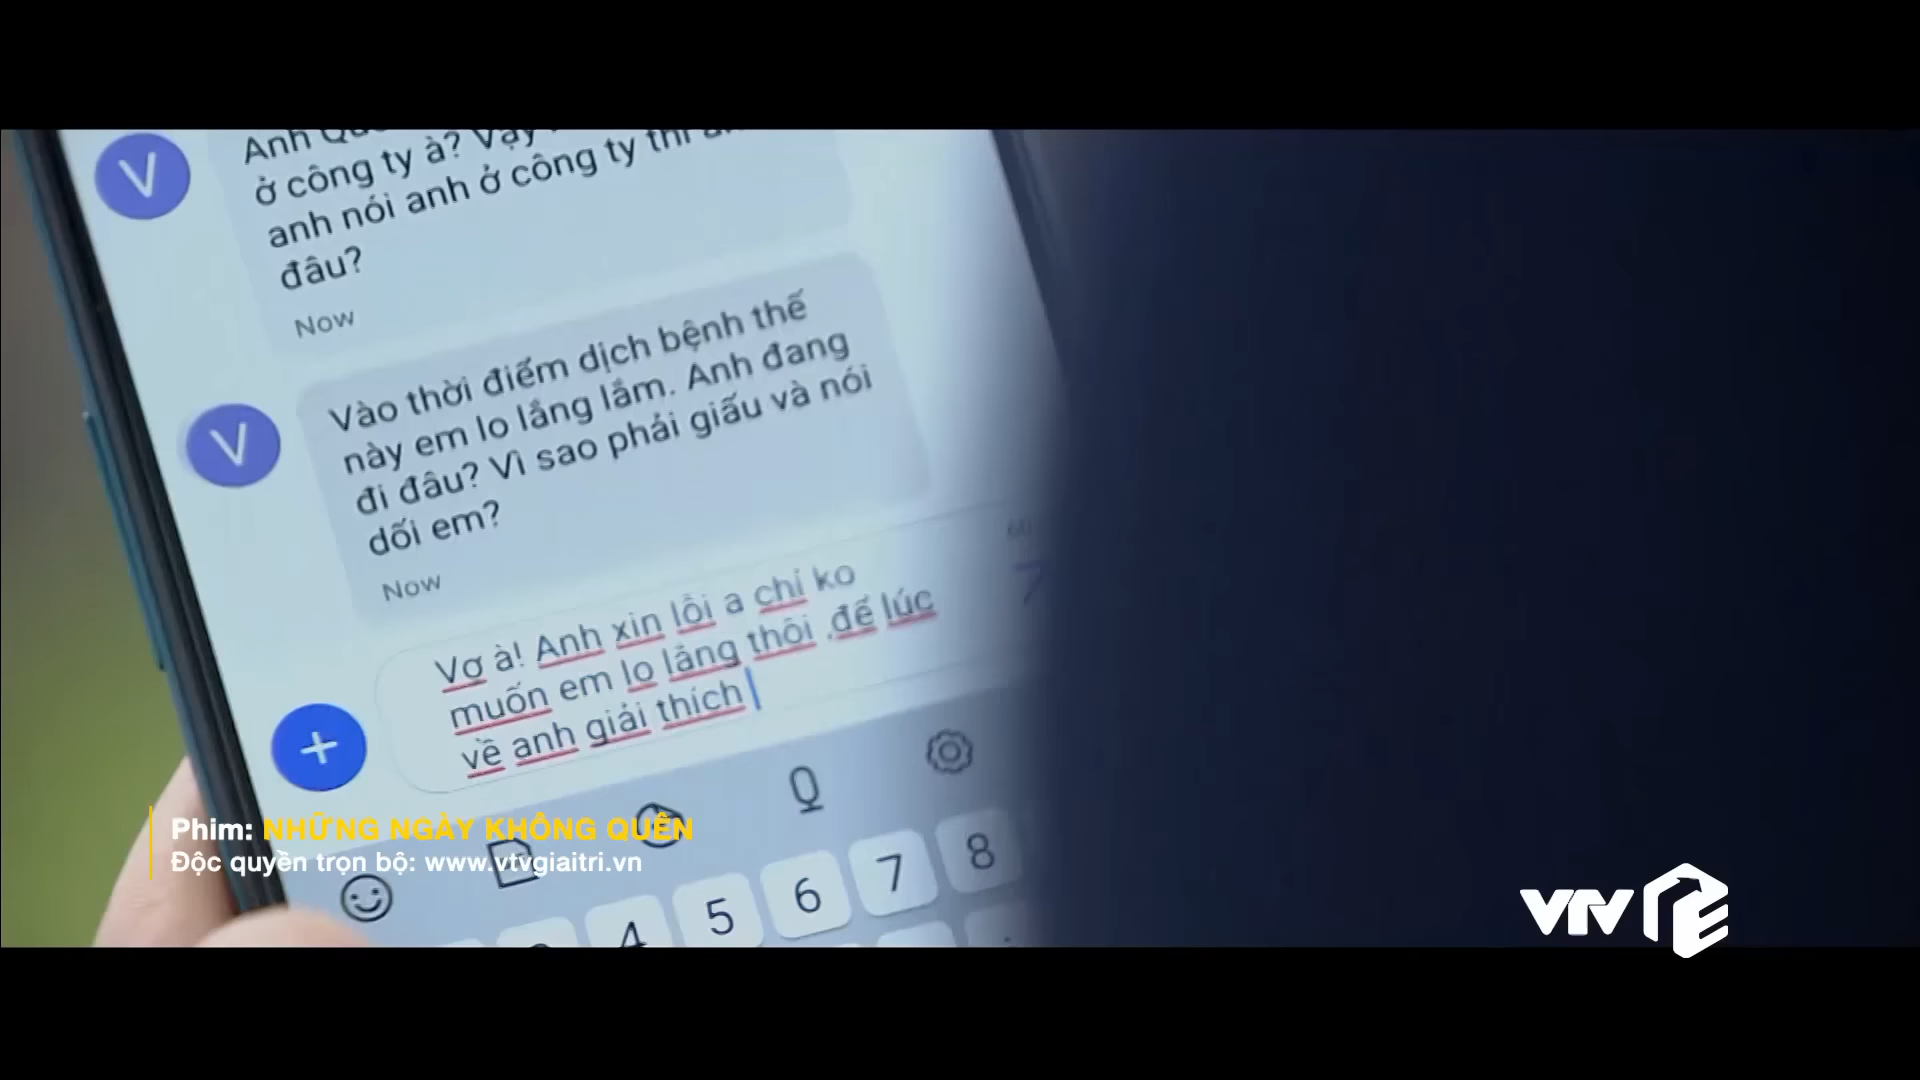 V
Anh
ở công ty à? Vậy
anh nói anh ở công ty thì
đâu?
Now
Vào thời điểm dịch bệnh thế
này em lo lắng lắm. Anh đang
đi đâu? Vì sao phải giấu và nói
dối em?
V
Now
Vợ à! Anh xin lỗi a chỉ ko
muốn em lo lắng thôi ,để lúc
về anh giải thích
+
4 5 6 7 8
Phim: NHỮNG NGÀY KHÔNG QUÊN
Độc quyền trọn bộ: www.vtvgiaitri.vn
VTV